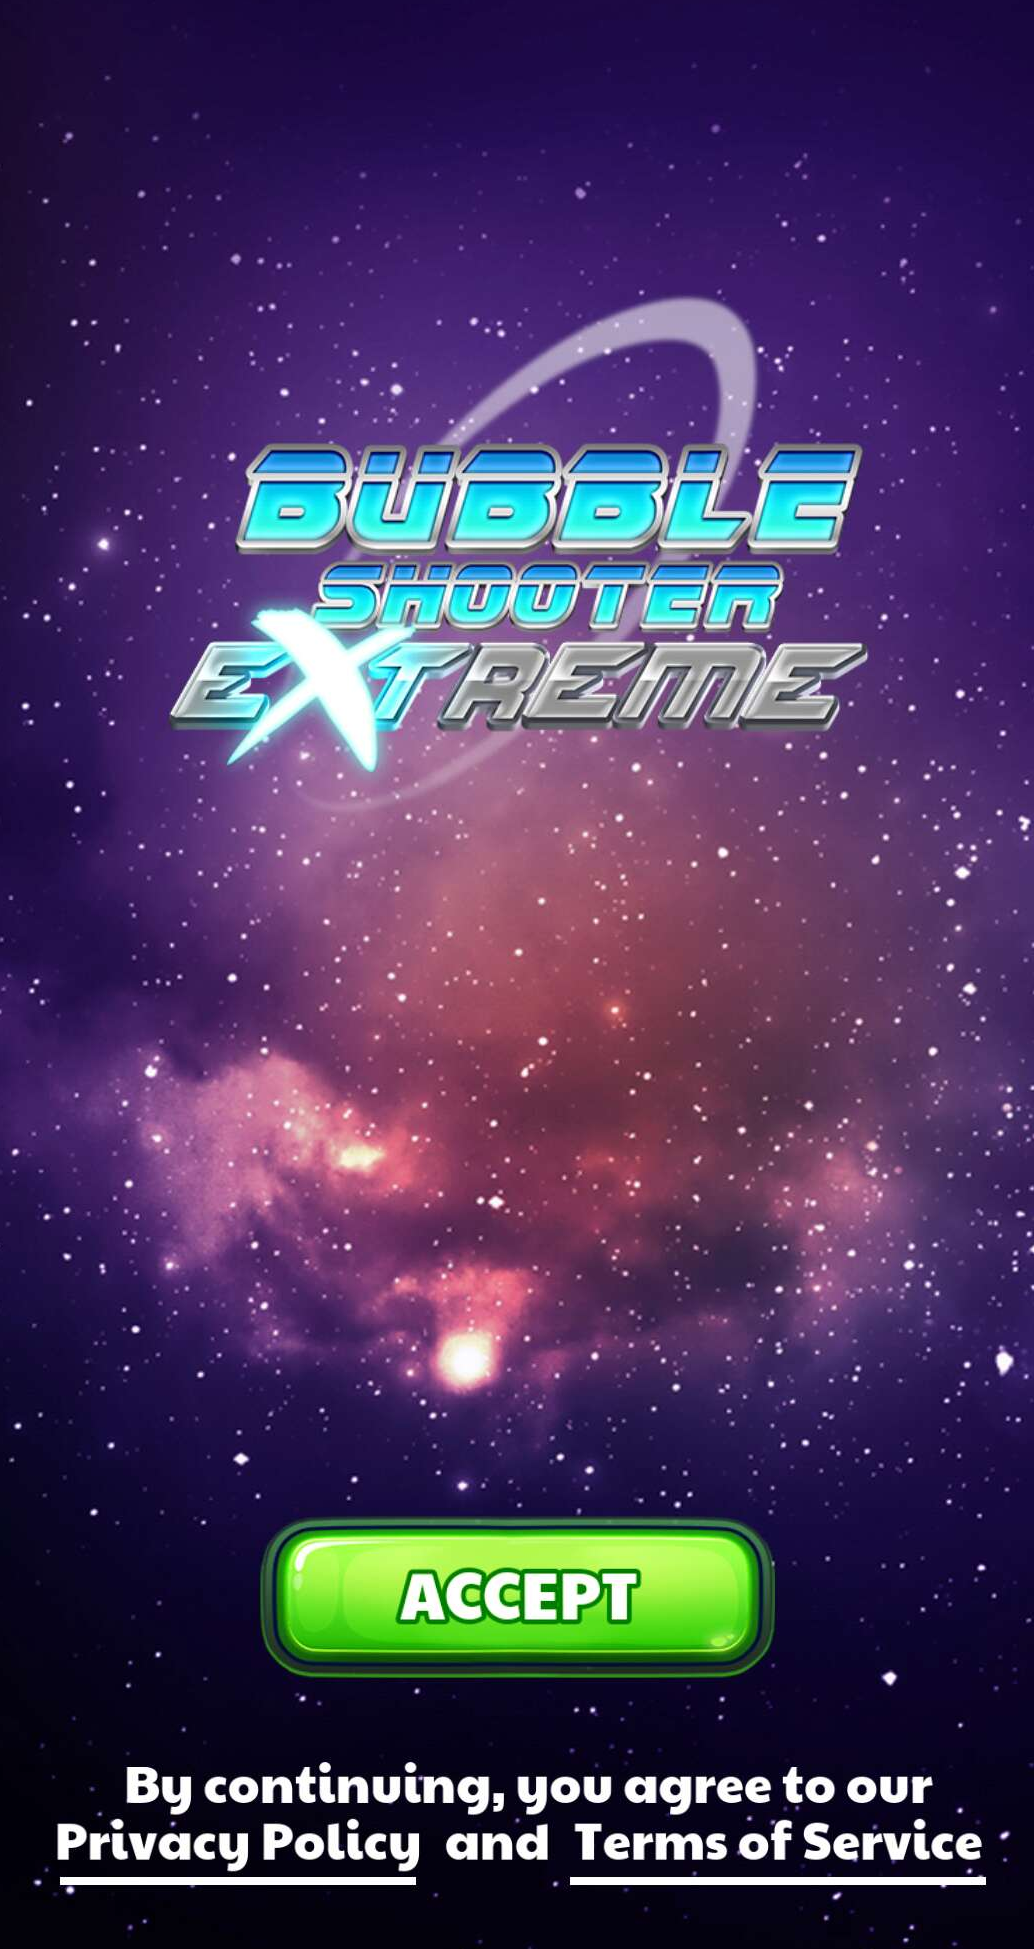 BUBBLE
SHOOTER
EXTREME
ACCEPT
By continuing, you agree to our
Privacy Policy and Terms of Service